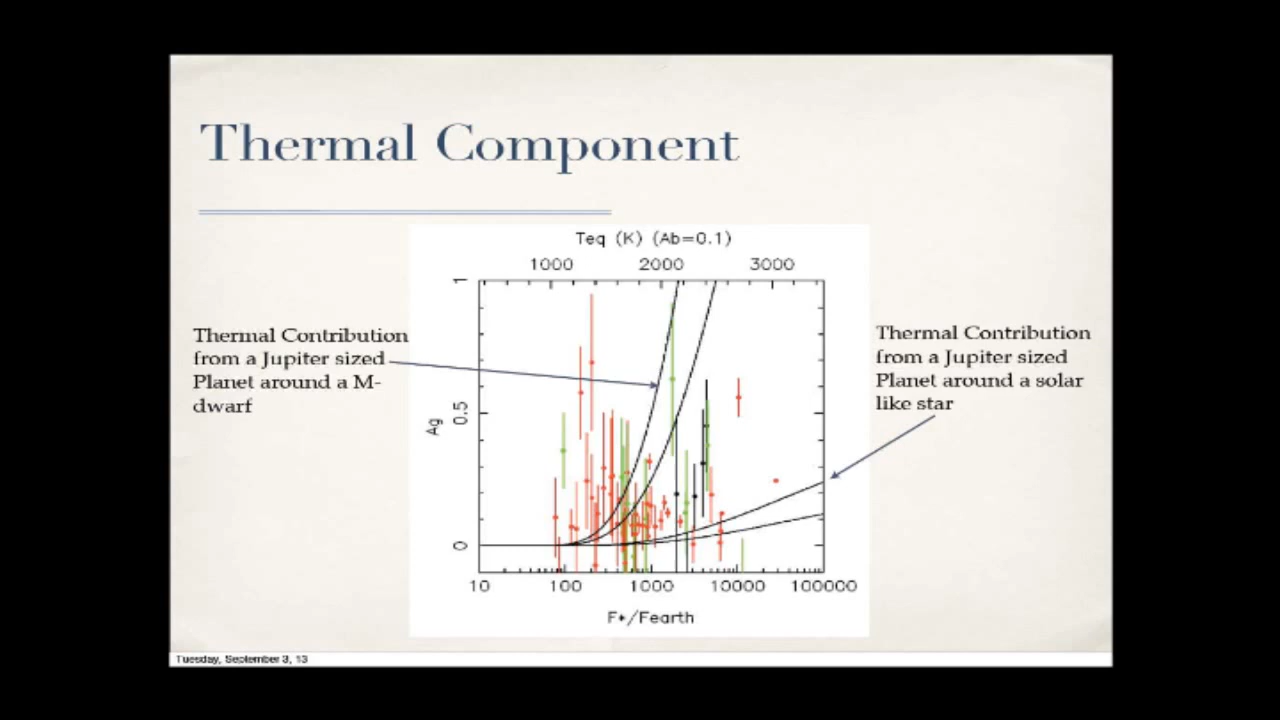 Thermal Component
Teq (K) (Ab=0.1)
1000 2000 3000
Thermal Contribution
from a Jupiter sized
Planet around a M-
dwarf
Thermal Contribution
from a Jupiter sized
Planet around a solar
like star
Ag
1
0.5
0
10 100 1000 10000 100000
F*/Fearth
Tuesday, September 3, 13